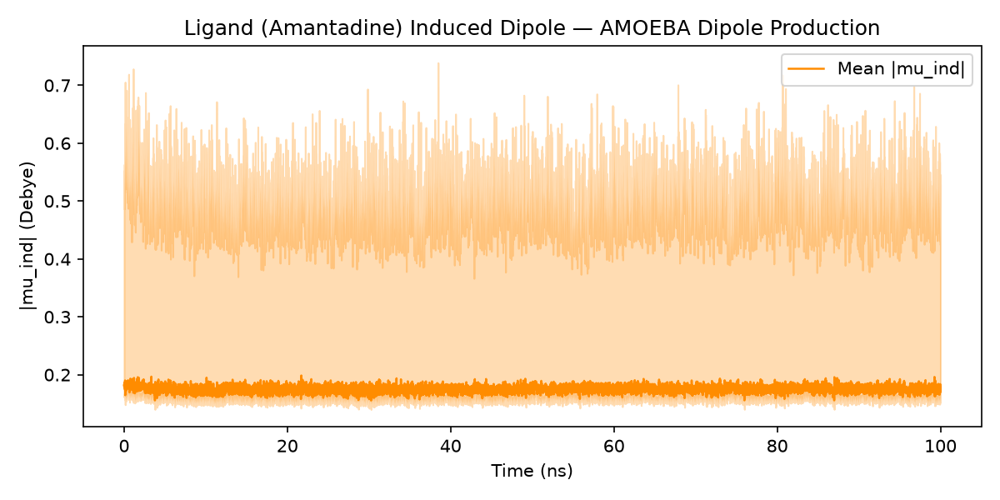 Ligand (Amantadine) Induced Dipole — AMOEBA Dipole Production
Mean |mu_ind|
|mu_ind| (Debye)
0.7
0.6
0.5
0.4
0.3
0.2
0 20 40 60 80 100
Time (ns)